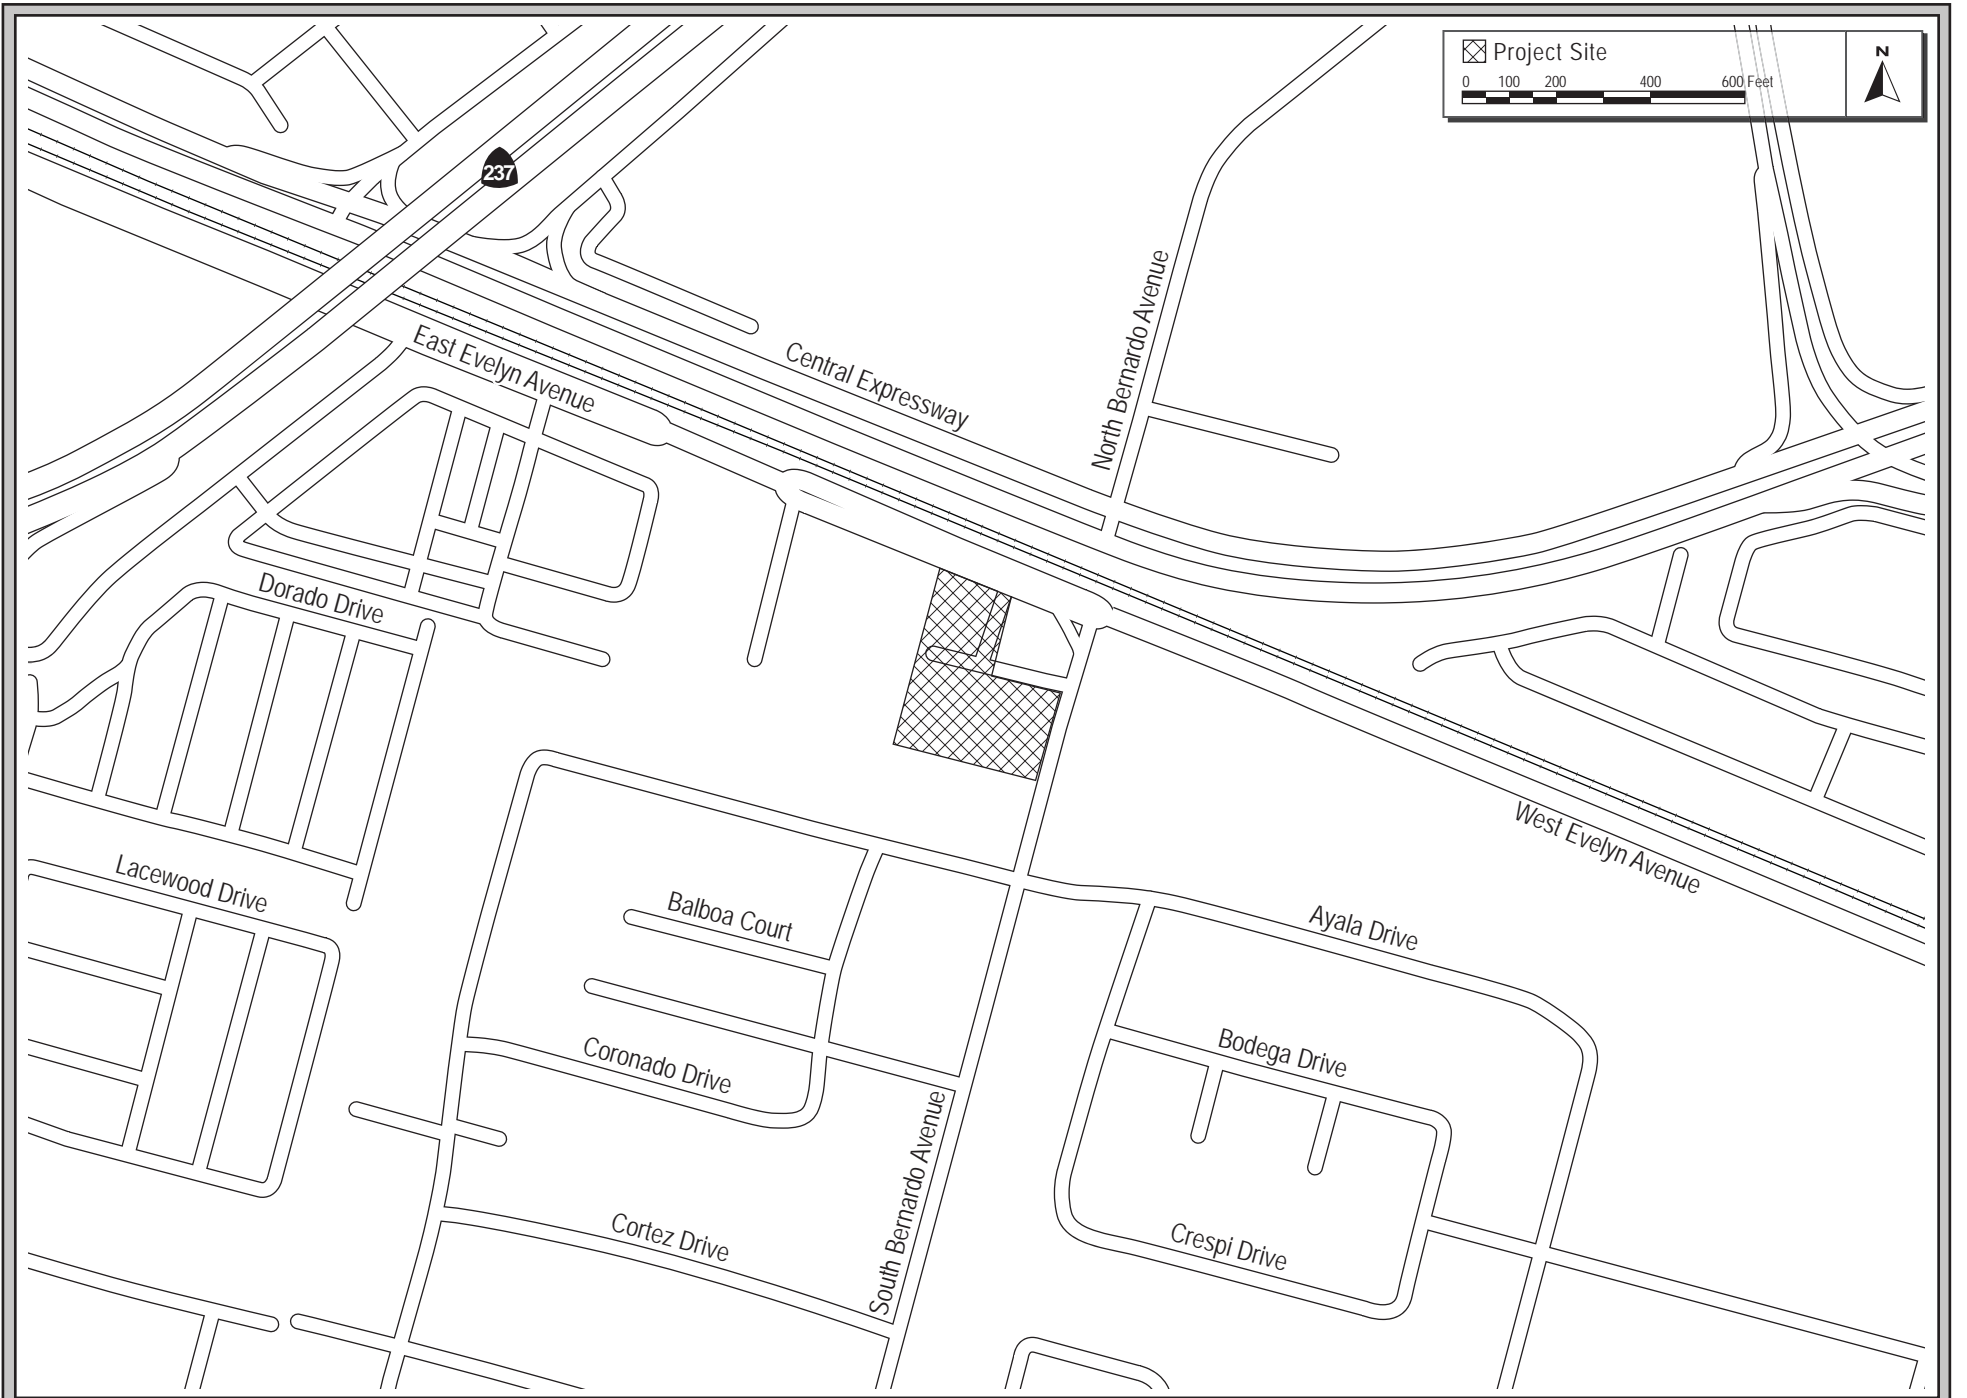 Project Site
N
0 100 200 400 600 Feet
237
East Evelyn Avenue
Central Expressway
North Bernardo Avenue
Dorado Drive
West Evelyn Avenue
Lacewood Drive
Balboa Court
Ayala Drive
Coronado Drive
Bodega Drive
South Bernardo Avenue
Cortez Drive
Crespi Drive